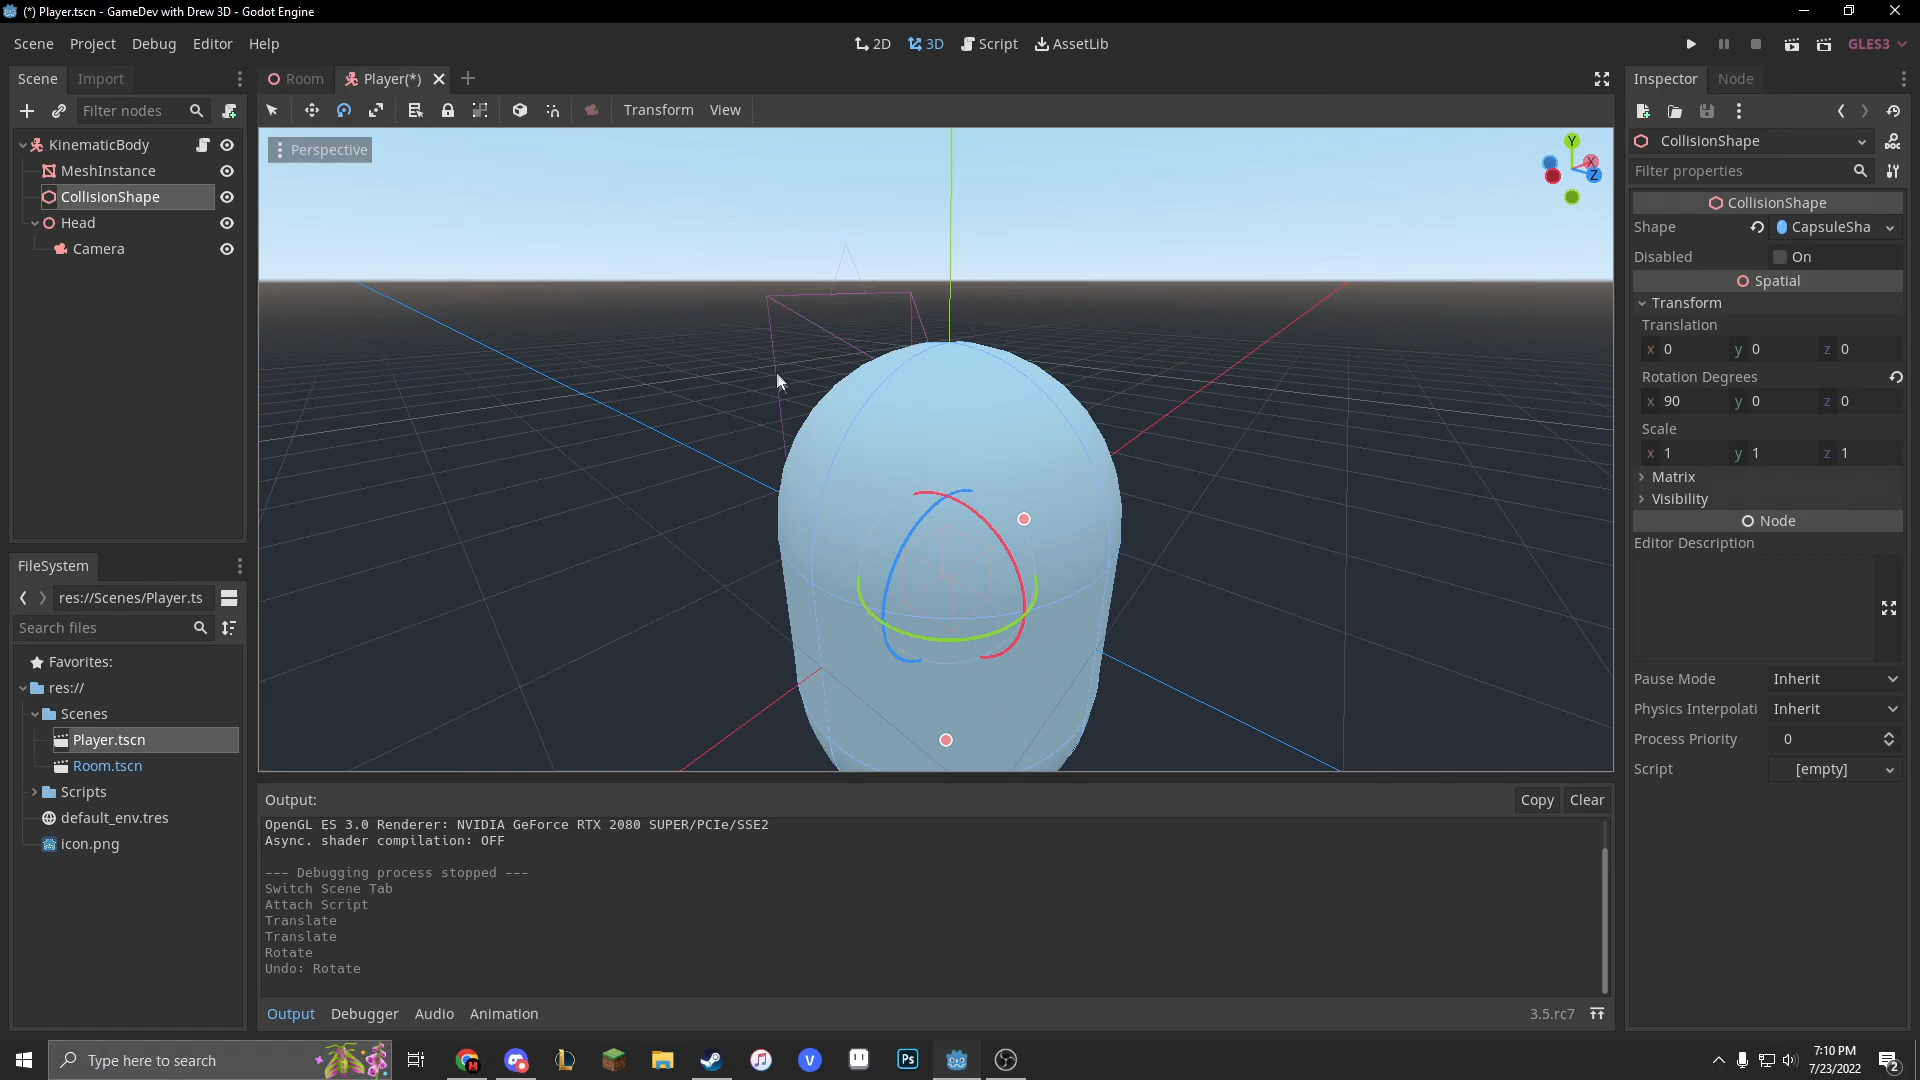 (*) Player.tscn - GameDev with Drew 3D - Godot Engine
Scene Project Debug Editor Help
2D 3D Script AssetLib
GLES3
Scene Import
Room Player(*)
Inspector Node
Filter nodes
Transform View
KinematicBody
MeshInstance
CollisionShape
Head
Camera
Perspective
Y
X
Z
CollisionShape
Filter properties
CollisionShape
Shape CapsuleSha
Disabled On
Spatial
Transform
Translation
x 0 y 0 z 0
Rotation Degrees
x 90 y 0 z 0
Scale
x 1 y 1 z 1
Matrix
Visibility
Node
Editor Description
Pause Mode Inherit
Physics Interpolati Inherit
Process Priority 0
Script [empty]
FileSystem
res://Scenes/Player.ts
Search files
Favorites:
res://
Scenes
Player.tscn
Room.tscn
Scripts
default_env.tres
icon.png
Output:
Copy Clear
OpenGL ES 3.0 Renderer: NVIDIA GeForce RTX 2080 SUPER/PCIe/SSE2
Async. shader compilation: OFF
--- Debugging process stopped ---
Switch Scene Tab
Attach Script
Translate
Translate
Rotate
Undo: Rotate
Output Debugger Audio Animation
3.5.rc7
Type here to search
M
V
Ps
7:10 PM
7/23/2022
2